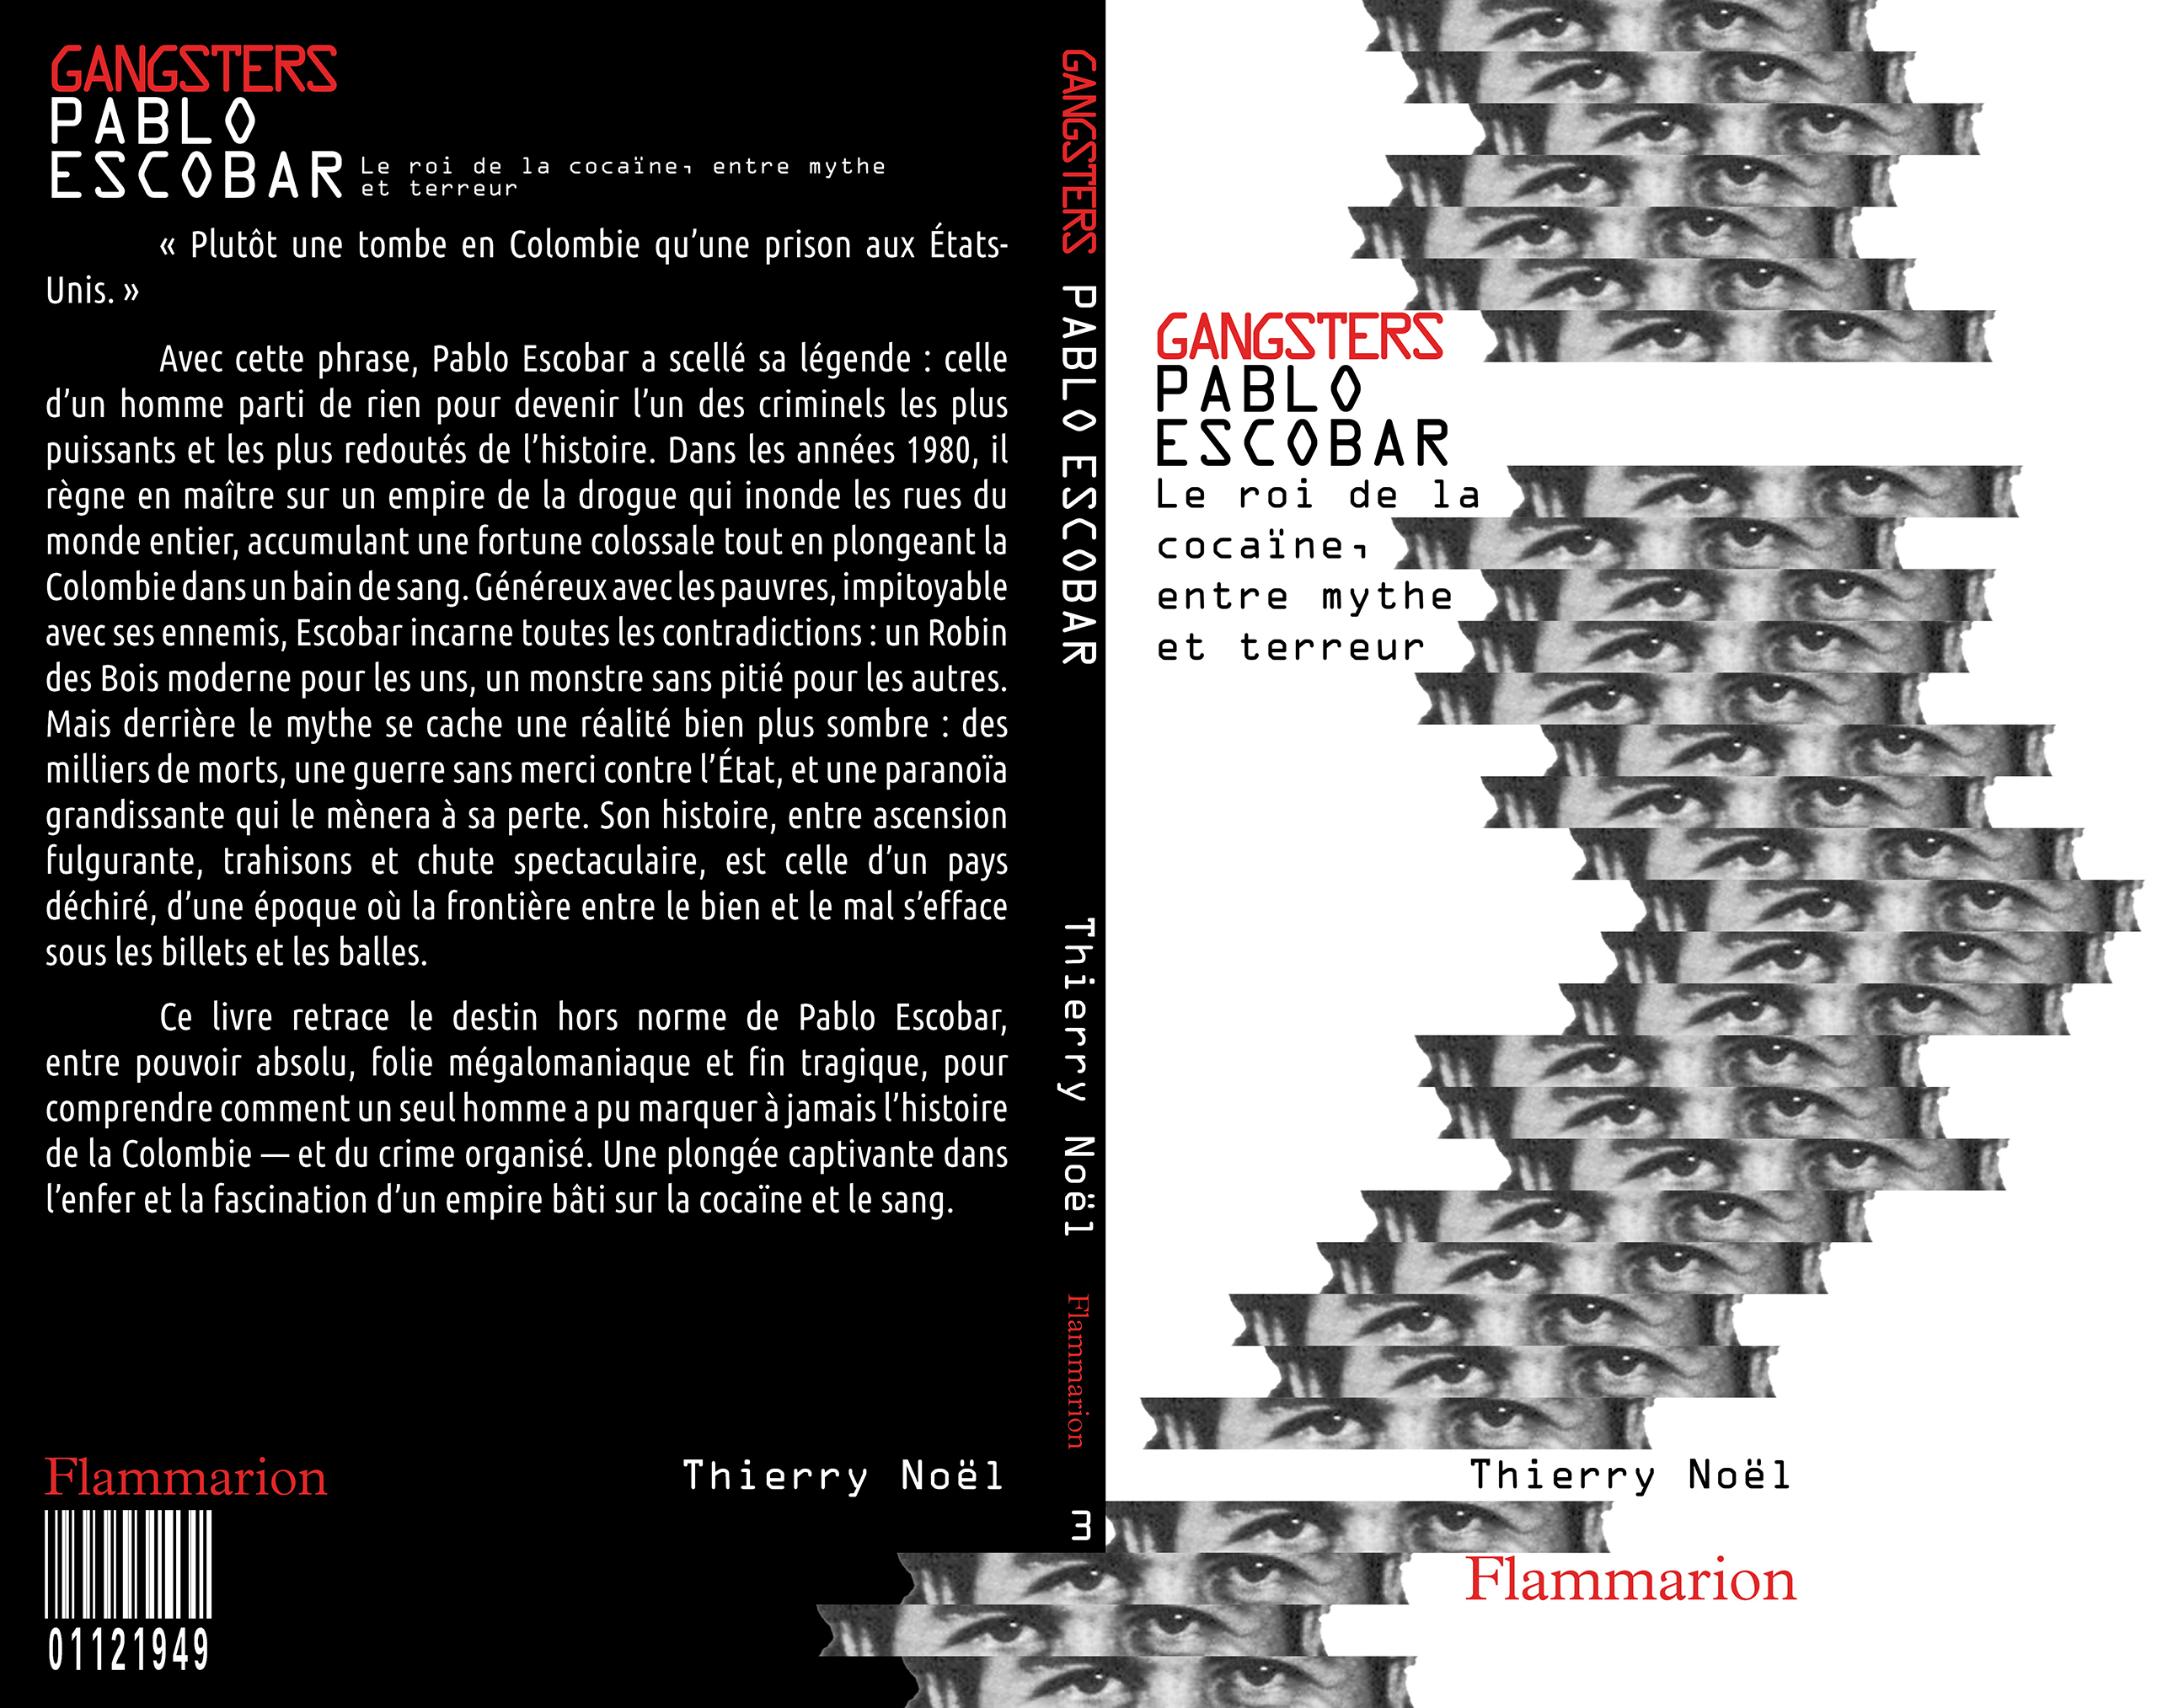 GANGSTERS
PABLO
ESCOBAR
Le roi de la cocaïne, entre mythe
et terreur
« Plutôt une tombe en Colombie qu’une prison aux États-
Unis. »
Avec cette phrase, Pablo Escobar a scellé sa légende : celle
d’un homme parti de rien pour devenir l’un des criminels les plus
puissants et les plus redoutés de l’histoire. Dans les années 1980, il
règne en maître sur un empire de la drogue qui inonde les rues du
monde entier, accumulant une fortune colossale tout en plongeant la
Colombie dans un bain de sang. Généreux avec les pauvres, impitoyable
avec ses ennemis, Escobar incarne toutes les contradictions : un Robin
des Bois moderne pour les uns, un monstre sans pitié pour les autres.
Mais derrière le mythe se cache une réalité bien plus sombre : des
milliers de morts, une guerre sans merci contre l’État, et une paranoïa
grandissante qui le mènera à sa perte. Son histoire, entre ascension
fulgurante, trahisons et chute spectaculaire, est celle d’un pays
déchiré, d’une époque où la frontière entre le bien et le mal s’efface
sous les billets et les balles.
Ce livre retrace le destin hors norme de Pablo Escobar,
entre pouvoir absolu, folie mégalomaniaque et fin tragique, pour
comprendre comment un seul homme a pu marquer à jamais l’histoire
de la Colombie — et du crime organisé. Une plongée captivante dans
l’enfer et la fascination d’un empire bâti sur la cocaïne et le sang.
Flammarion
Thierry Noël
01121949
GANGSTERS PABLO ESCOBAR Thierry Noël Flammarion 3
GANGSTERS
PABLO
ESCOBAR
Le roi de la
cocaïne,
entre mythe
et terreur
Thierry Noël
Flammarion